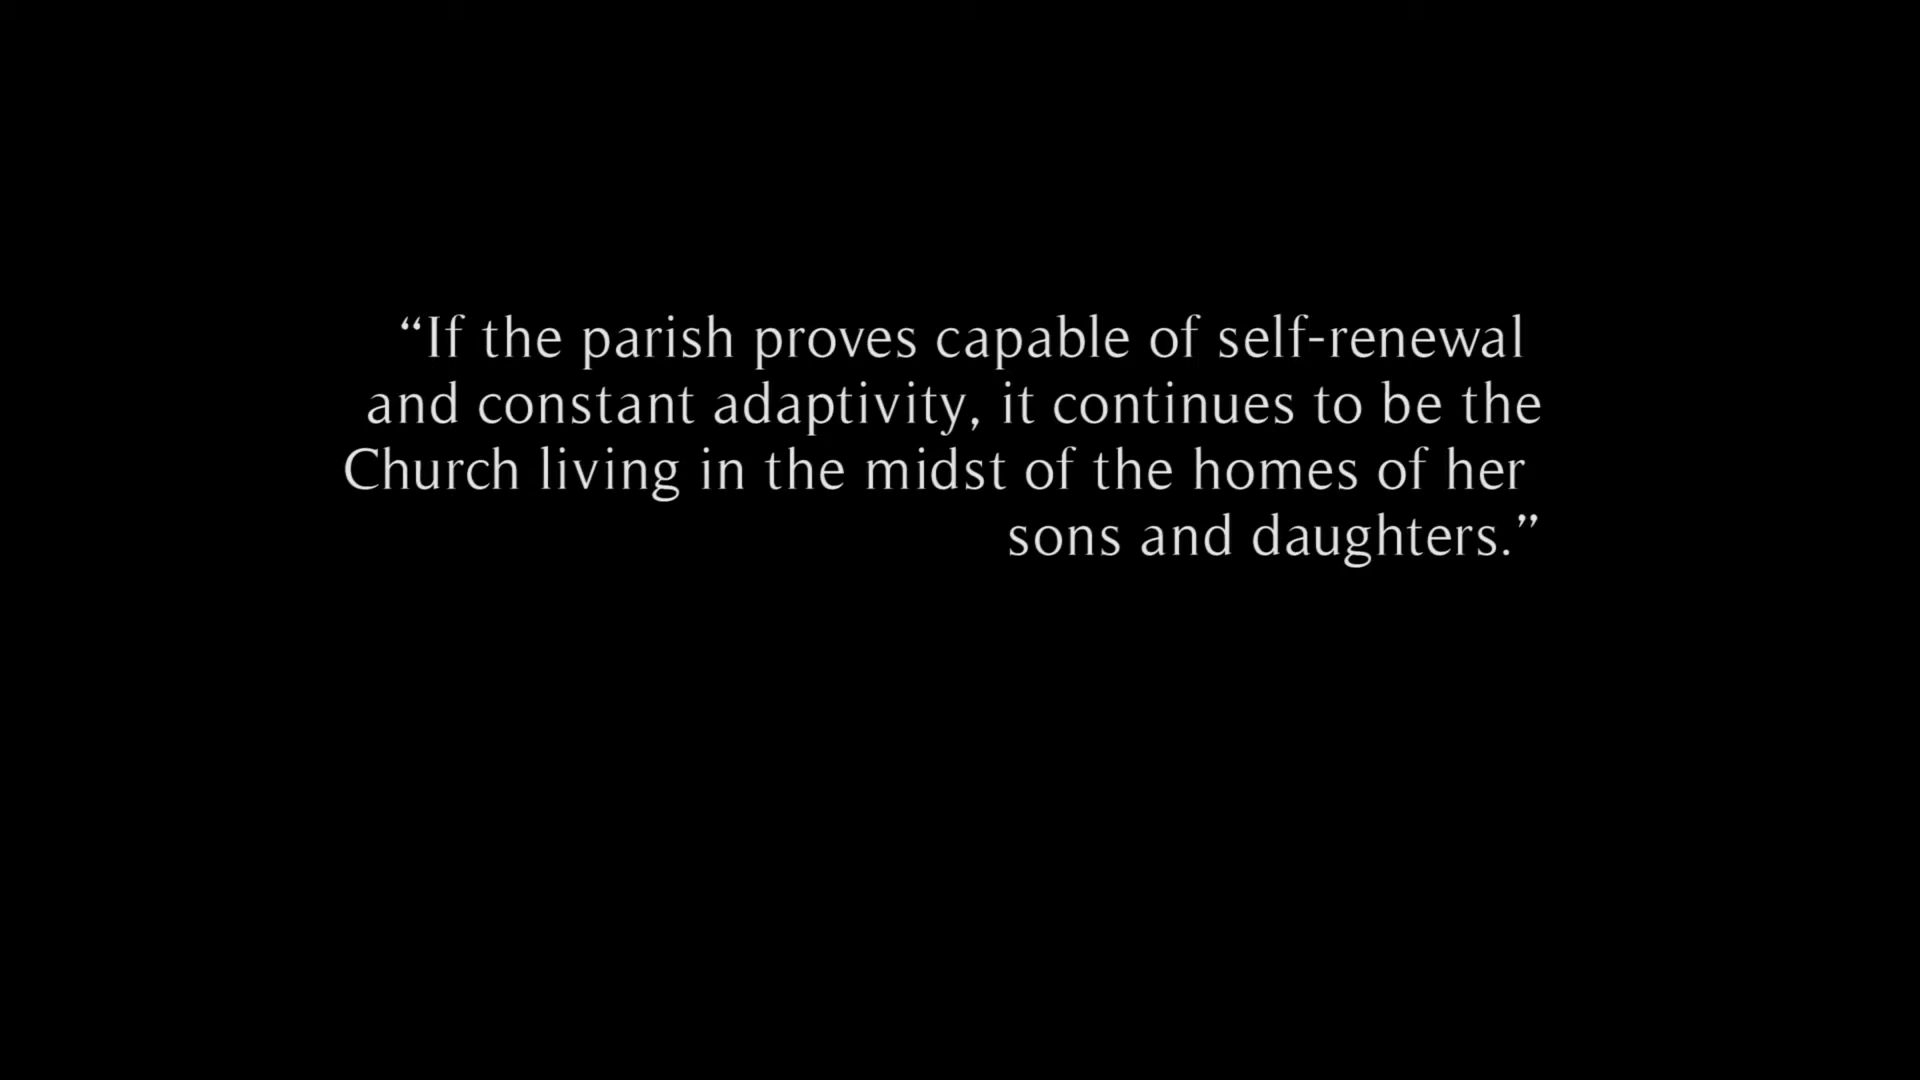 “If the parish proves capable of self-renewal
and constant adaptivity, it continues to be the
Church living in the midst of the homes of her
sons and daughters.”